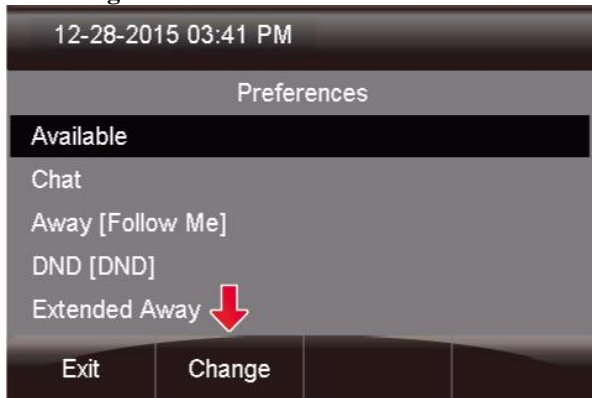 12-28-2015 03:41 PM
Preferences
Available
Chat
Away [Follow Me]
DND [DND]
Extended Away
Exit Change